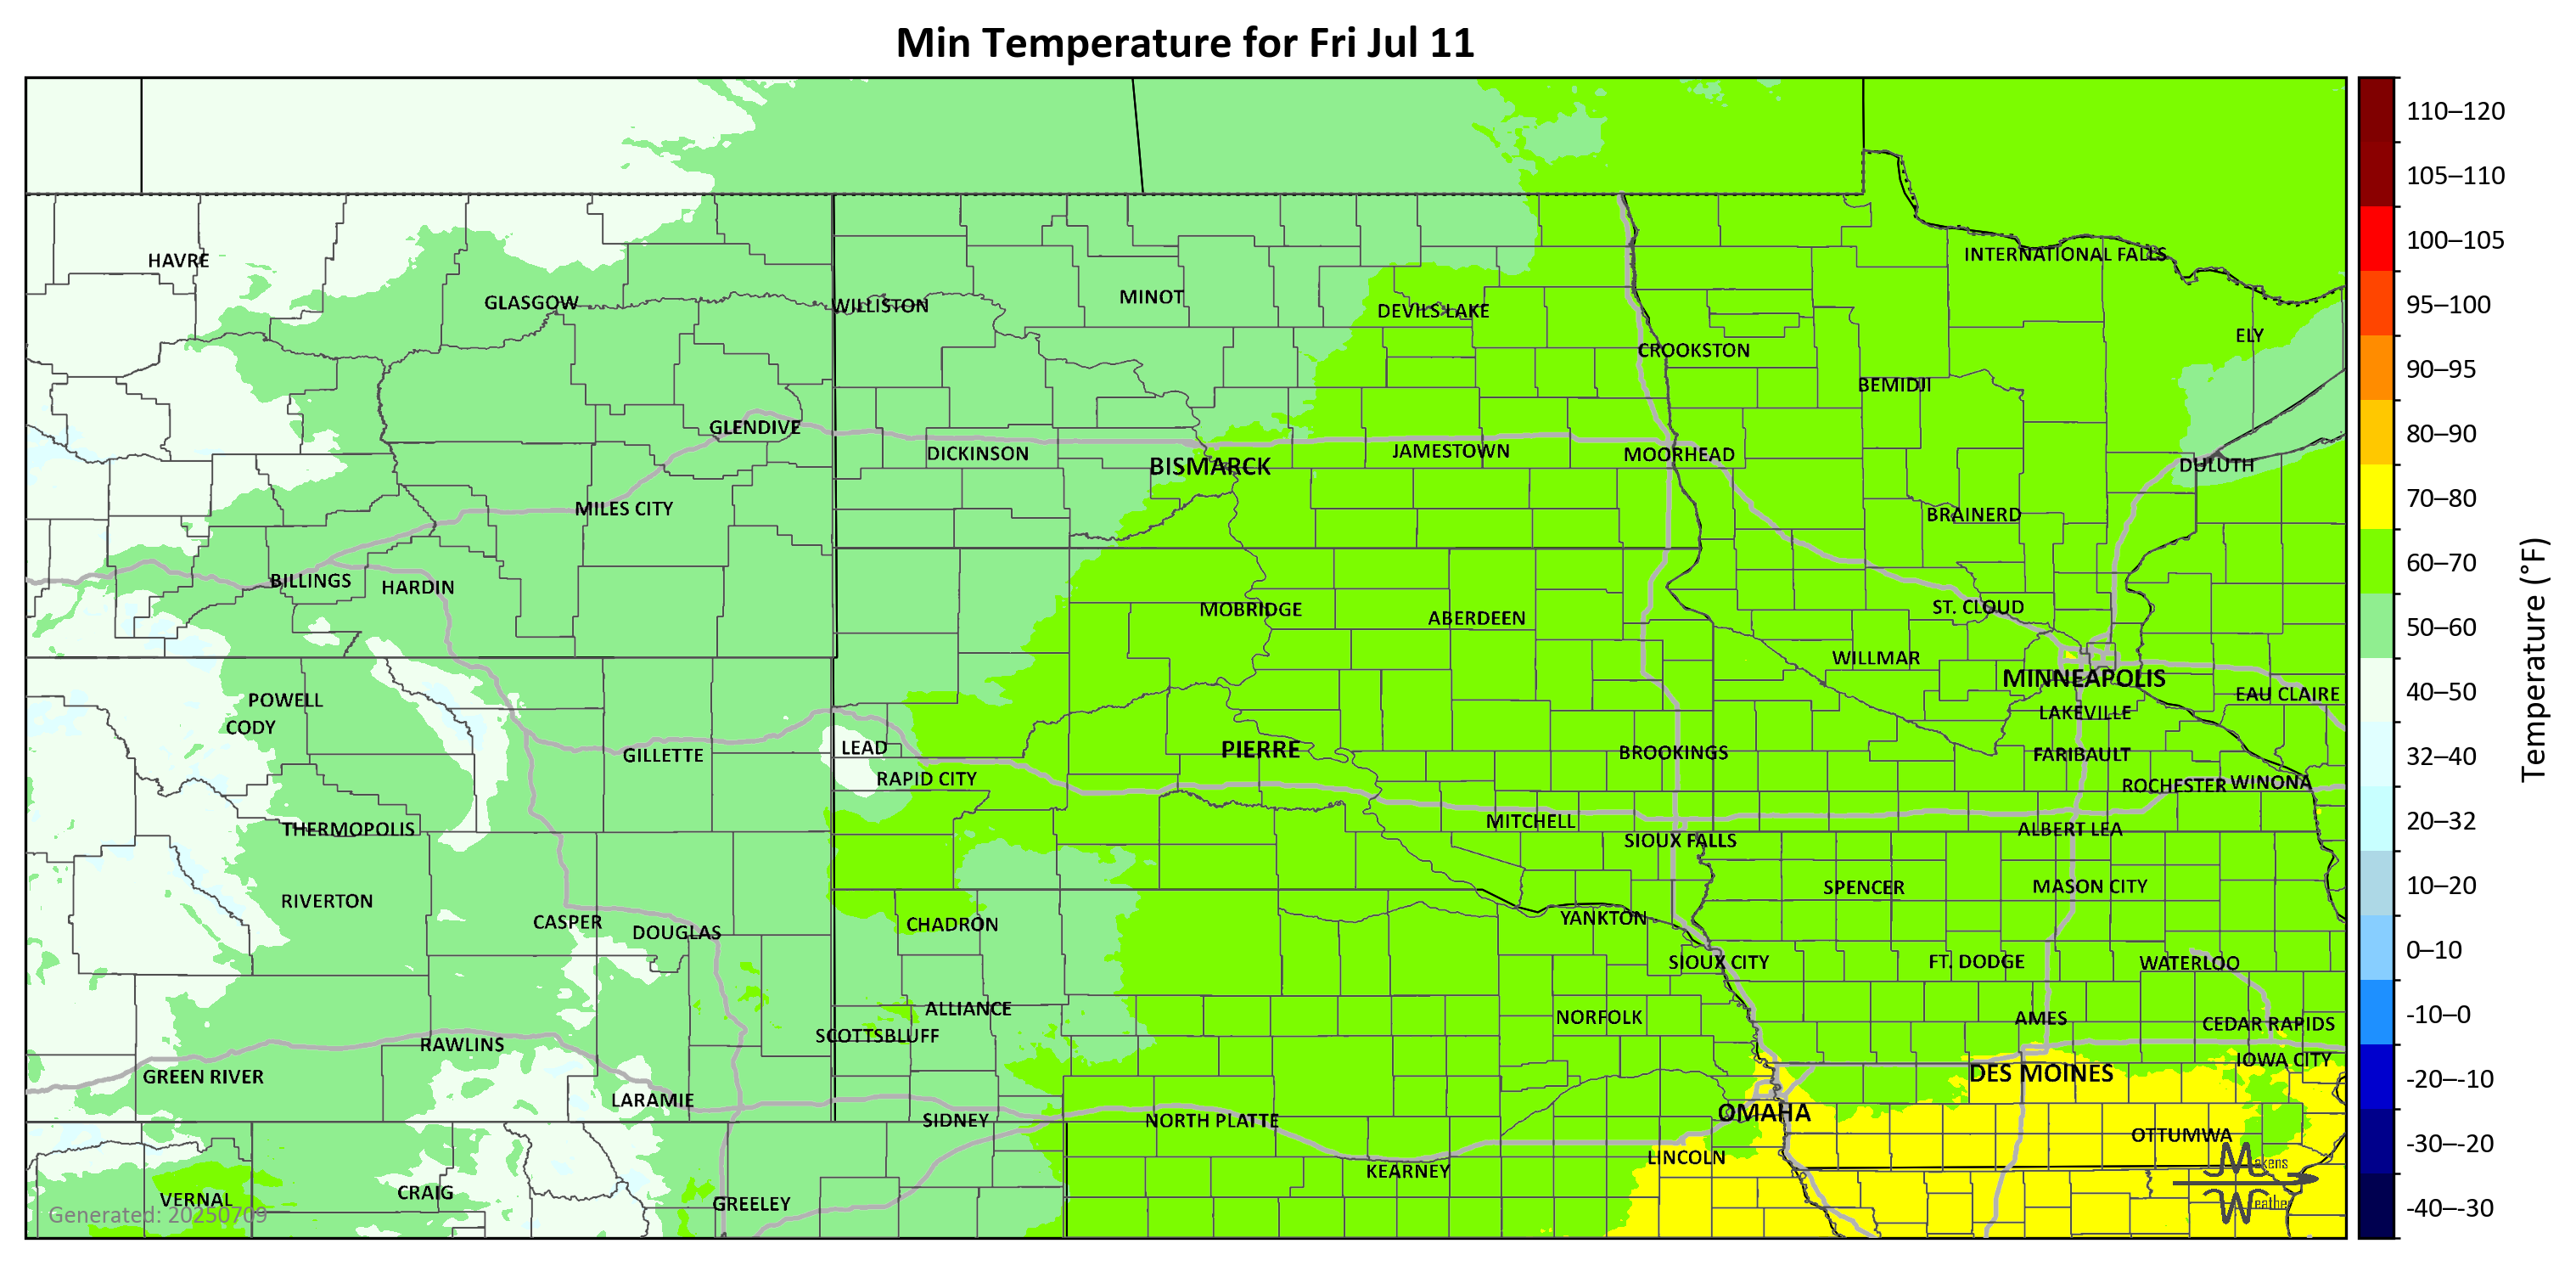 Min Temperature for Fri Jul 11
110–120
105–110
100–105
95–100
90–95
80–90
70–80
60–70
50–60
40–50
32–40
20–32
10–20
0–10
-10–0
-20–-10
-30–-20
-40–-30
Temperature (°F)
HAVRE
INTERNATIONAL FALLS
GLASGOW
WILLISTON
MINOT
DEVILS LAKE
ELY
CROOKSTON
BEMIDJI
GLENDIVE
DICKINSON
BISMARCK
JAMESTOWN
MOORHEAD
DULUTH
MILES CITY
BRAINERD
BILLINGS
HARDIN
MOBRIDGE
ABERDEEN
ST. CLOUD
WILLMAR
MINNEAPOLIS
EAU CLAIRE
POWELL
CODY
LAKEVILLE
GILLETTE
LEAD
PIERRE
BROOKINGS
FARIBAULT
RAPID CITY
ROCHESTER
WINONA
THERMOPOLIS
MITCHELL
SIOUX FALLS
ALBERT LEA
RIVERTON
SPENCER
MASON CITY
CASPER
DOUGLAS
CHADRON
YANKTON
SIOUX CITY
FT. DODGE
WATERLOO
ALLIANCE
NORFOLK
AMES
CEDAR RAPIDS
SCOTTSBLUFF
RAWLINS
IOWA CITY
GREEN RIVER
DES MOINES
LARAMIE
OMAHA
SIDNEY
NORTH PLATTE
OTTUMWA
LINCOLN
KEARNEY
VERNAL
CRAIG
GREELEY
Makens
Weather
Generated: 20250709